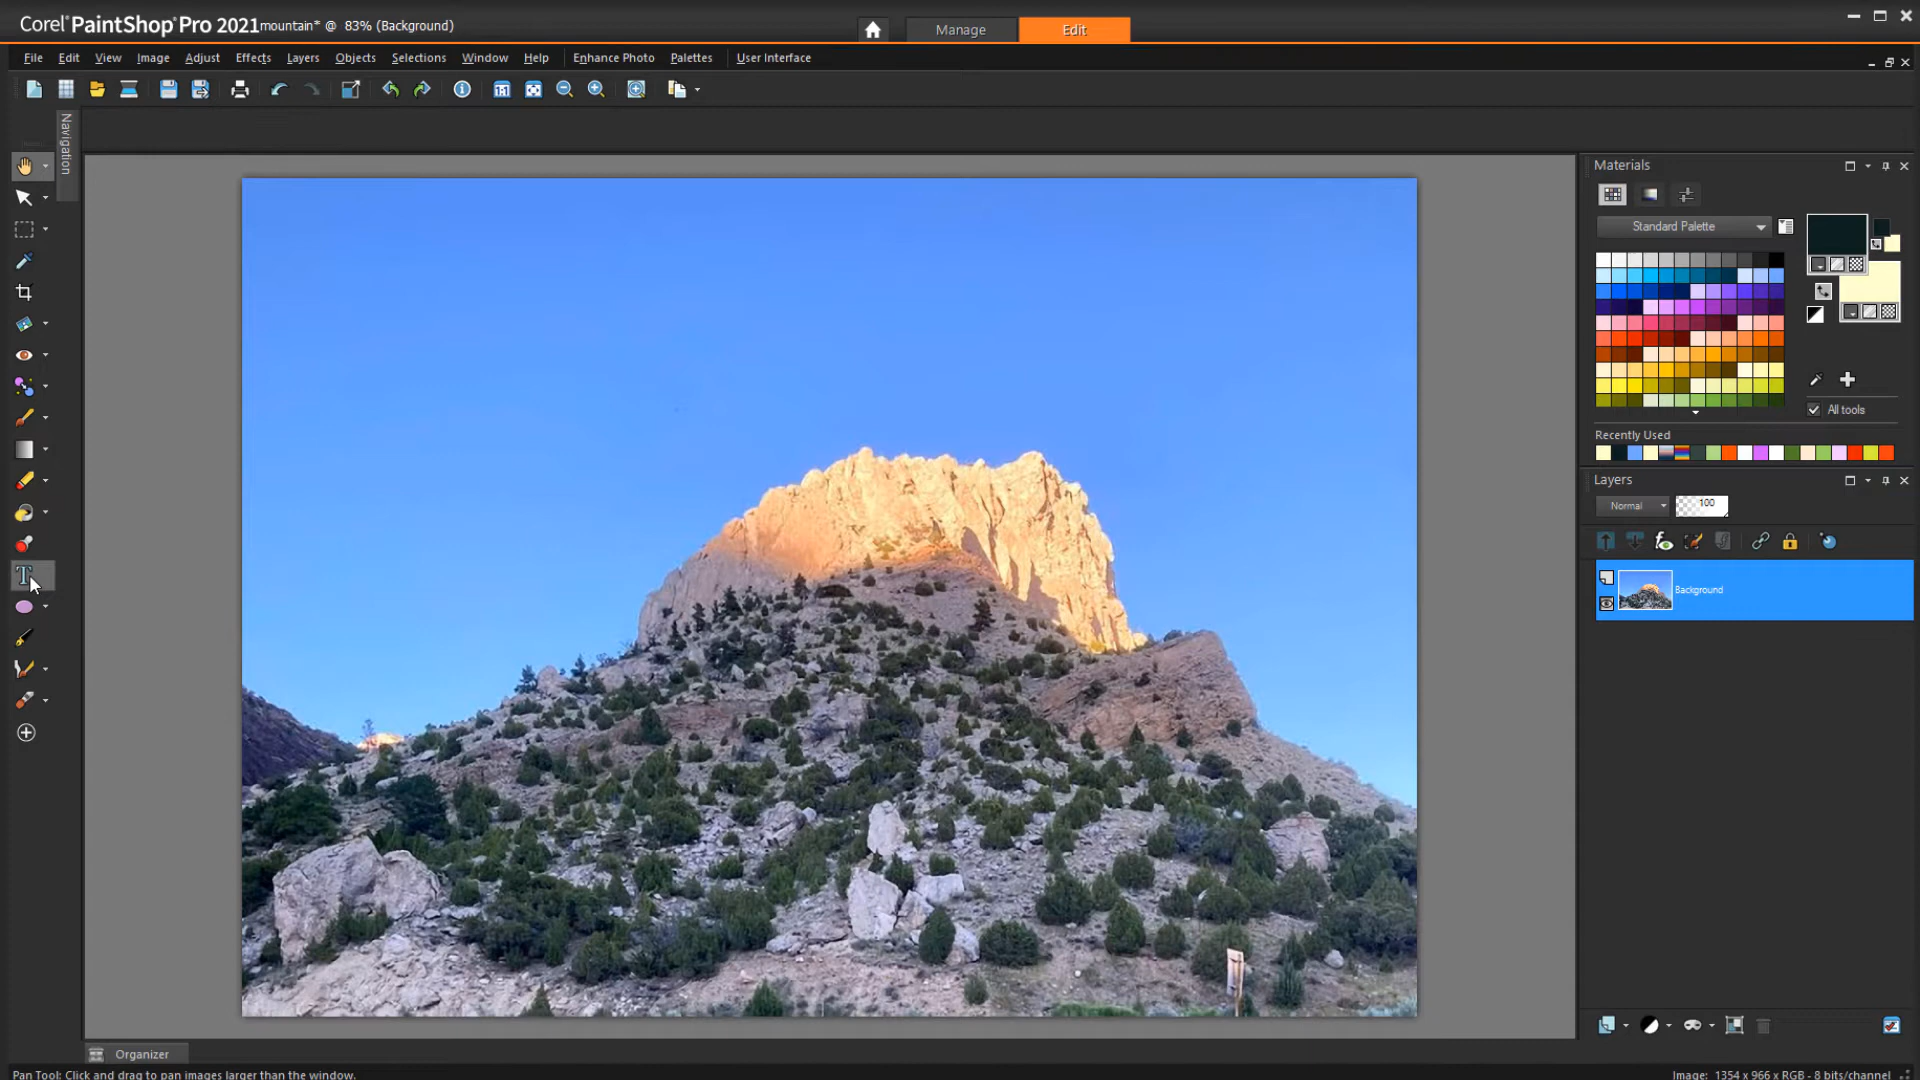 Corel® PaintShop® Pro 2021
mountain* @ 83% (Background)
Manage
Edit
File
Edit
View
Image
Adjust
Effects
Layers
Objects
Selections
Window
Help
Enhance Photo
Palettes
User Interface
Navigation
Materials
Standard Palette
All tools
Recently Used
Layers
Normal
100
Background
Organizer
Pan Tool: Click and drag to pan images larger than the window.
Image: 1354 x 966 x RGB - 8 bits/channel